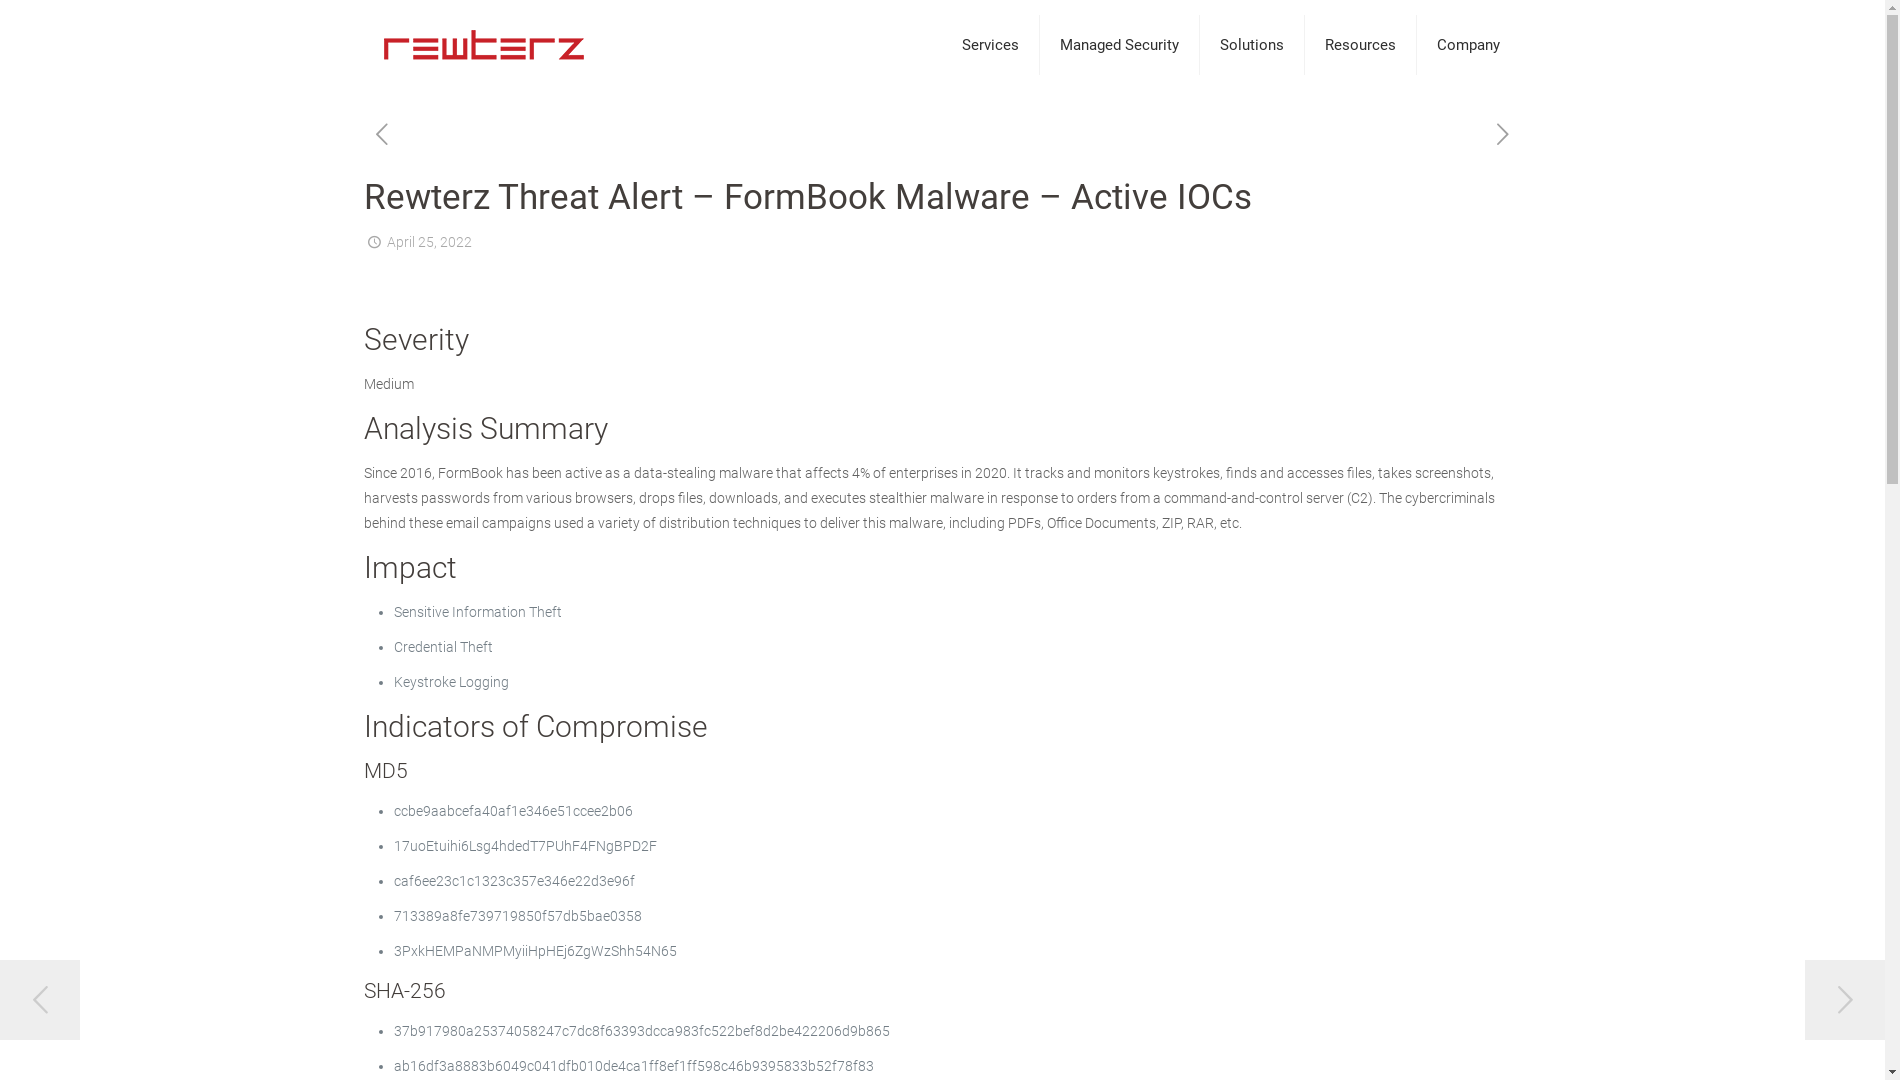 rewterz
Services
Managed Security
Solutions
Resources
Company
Rewterz Threat Alert – FormBook Malware – Active IOCs
April 25, 2022
Severity
Medium
Analysis Summary
Since 2016, FormBook has been active as a data-stealing malware that affects 4% of enterprises in 2020. It tracks and monitors keystrokes, finds and accesses files, takes screenshots,
harvests passwords from various browsers, drops files, downloads, and executes stealthier malware in response to orders from a command-and-control server (C2). The cybercriminals
behind these email campaigns used a variety of distribution techniques to deliver this malware, including PDFs, Office Documents, ZIP, RAR, etc.
Impact
Sensitive Information Theft
Credential Theft
Keystroke Logging
Indicators of Compromise
MD5
ccbe9aabcefa40af1e346e51ccee2b06
17uoEtuihi6Lsg4hdedT7PUhF4FNgBPD2F
caf6ee23c1c1323c357e346e22d3e96f
713389a8fe739719850f57db5bae0358
3PxkHEMPaNMPMyiiHpHEj6ZgWzShh54N65
SHA-256
37b917980a25374058247c7dc8f63393dcca983fc522bef8d2be422206d9b865
ab16df3a8883b6049c041dfb010de4ca1ff8ef1ff598c46b9395833b52f78f83